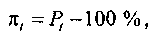 π_t = P_t – 100 %,